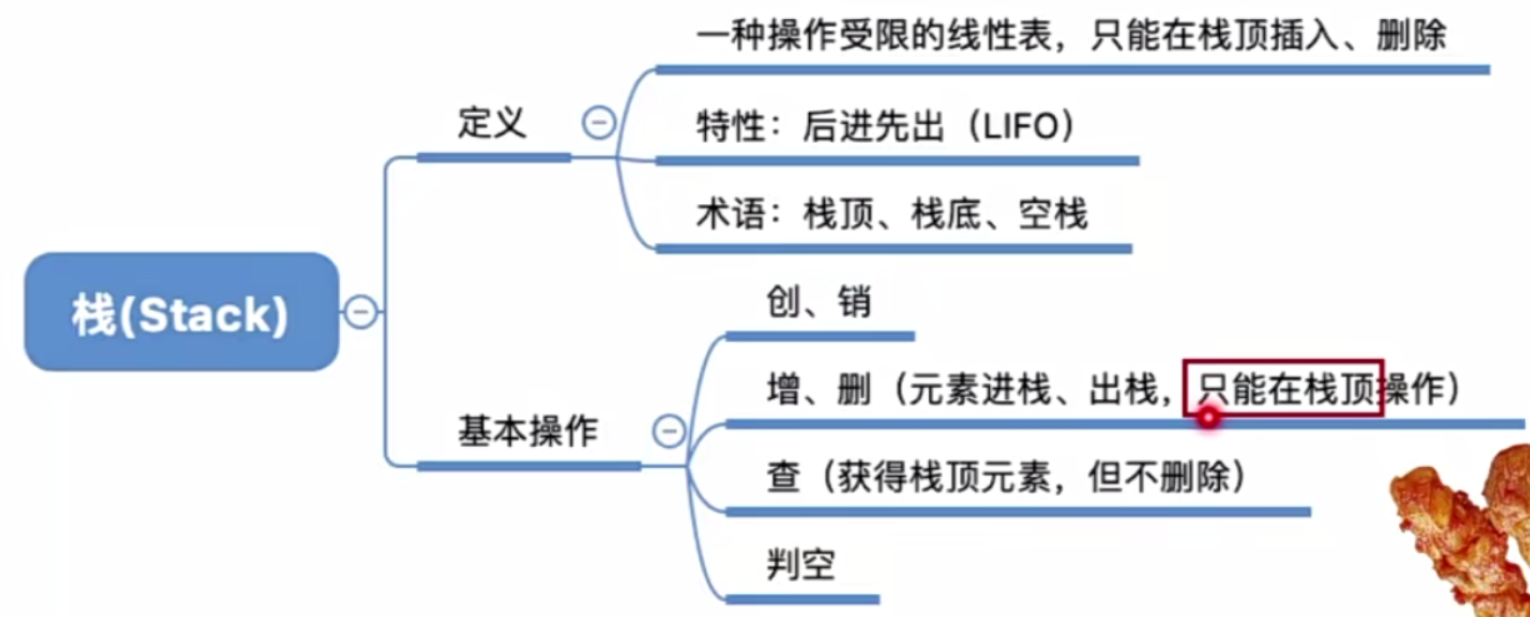 一种操作受限的线性表，只能在栈顶插入、删除
定义
特性：后进先出（LIFO）
术语：栈顶、栈底、空栈
栈(Stack)
创、销
增、删（元素进栈、出栈，只能在栈顶操作）
基本操作
查（获得栈顶元素，但不删除）
判空